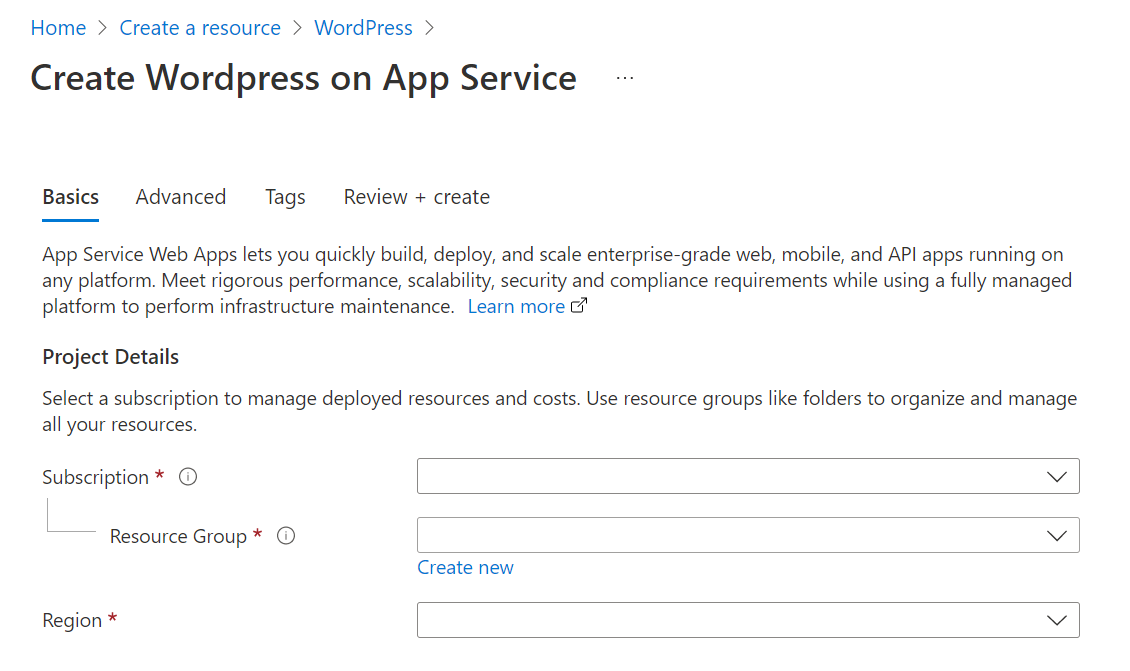 Home > Create a resource > WordPress >
Create Wordpress on App Service ...
Basics Advanced Tags Review + create
App Service Web Apps lets you quickly build, deploy, and scale enterprise-grade web, mobile, and API apps running on
any platform. Meet rigorous performance, scalability, security and compliance requirements while using a fully managed
platform to perform infrastructure maintenance. Learn more
Project Details
Select a subscription to manage deployed resources and costs. Use resource groups like folders to organize and manage
all your resources.
Subscription *
Resource Group *
Create new
Region *